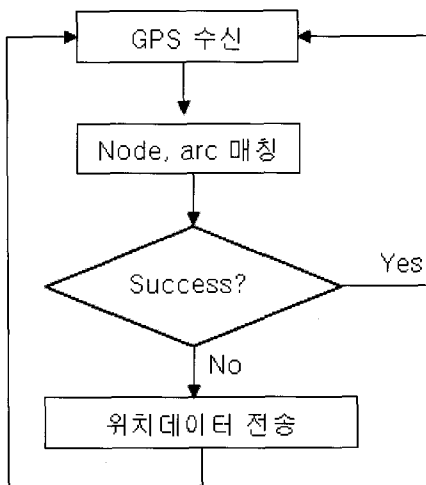 GPS 수신
Node, arc 매칭
Success?
Yes
No
위치데이터 전송